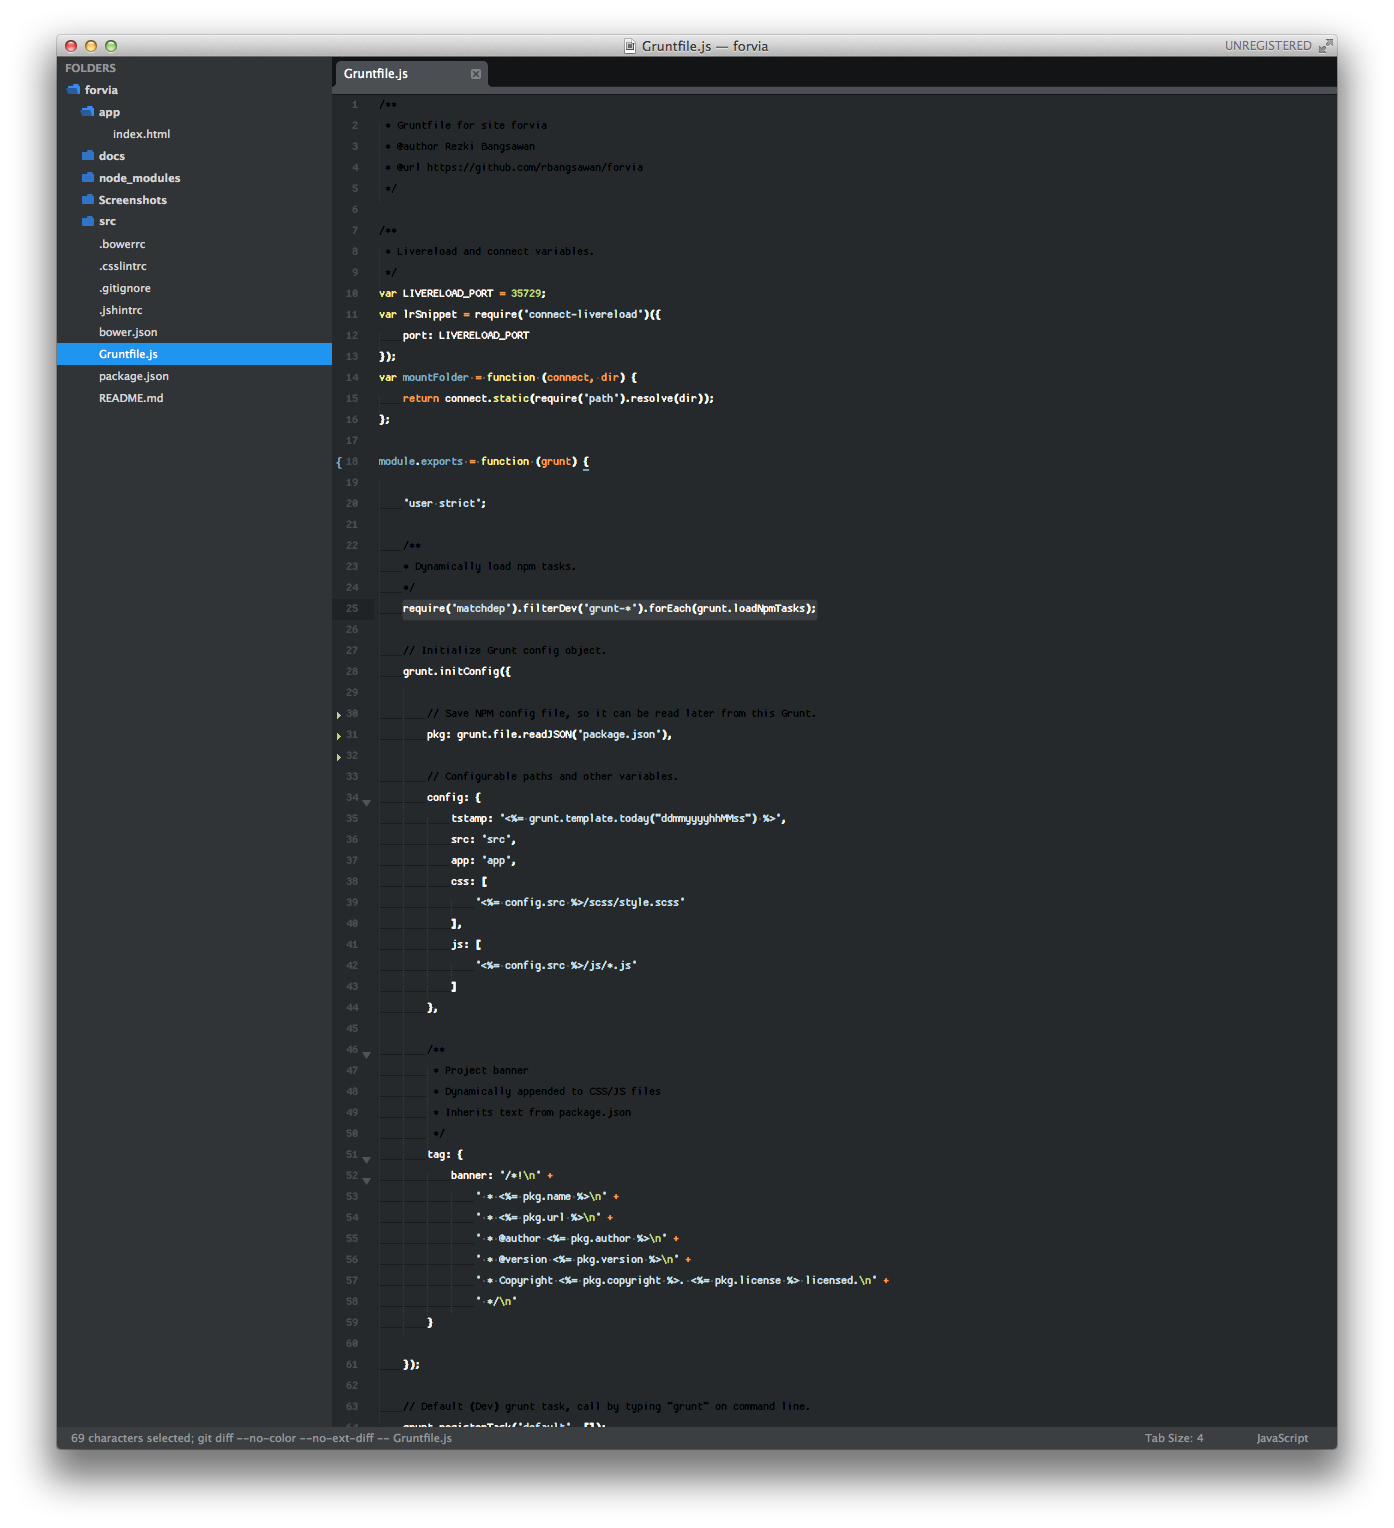 Gruntfile.js — forvia
UNREGISTERED
FOLDERS
forvia
app
index.html
docs
node_modules
Screenshots
src
.bowerrc
.csslintrc
.gitignore
.jshintrc
bower.json
Gruntfile.js
package.json
README.md
Gruntfile.js
1 /**
2 * Gruntfile for site forvia
3 * @author Rezki Bangsawan
4 * @url https://github.com/rbangsawan/forvia
5 */
6
7 /**
8 * Livereload and connect variables.
9 */
10 var LIVERELOAD_PORT = 35729;
11 var lrSnippet = require('connect-livereload')({
12 port: LIVERELOAD_PORT
13 });
14 var mountFolder = function (connect, dir) {
15 return connect.static(require('path').resolve(dir));
16 };
17
{ 18 module.exports = function (grunt) {
19
20 'user strict';
21
22 /**
23 * Dynamically load npm tasks.
24 */
25 require('matchdep').filterDev('grunt-*').forEach(grunt.loadNpmTasks);
26
27 // Initialize Grunt config object.
28 grunt.initConfig({
29
30 // Save NPM config file, so it can be read later from this Grunt.
31 pkg: grunt.file.readJSON('package.json'),
32
33 // Configurable paths and other variables.
34 config: {
35 tstamp: '<%= grunt.template.today("ddmmyyyyhhMMss") %>',
36 src: 'src',
37 app: 'app',
38 css: [
39 '<%= config.src %>/scss/style.scss'
40 ],
41 js: [
42 '<%= config.src %>/js/*.js'
43 ]
44 },
45
46 /**
47 * Project banner
48 * Dynamically appended to CSS/JS files
49 * Inherits text from package.json
50 */
51 tag: {
52 banner: '/*!\n' +
53 ' * <%= pkg.name %>\n' +
54 ' * <%= pkg.url %>\n' +
55 ' * @author <%= pkg.author %>\n' +
56 ' * @version <%= pkg.version %>\n' +
57 ' * Copyright <%= pkg.copyright %>. <%= pkg.license %> licensed.\n' +
58 ' */\n'
59 }
60
61 });
62
63 // Default (Dev) grunt task, call by typing "grunt" on command line.
64 grunt.registerTask('default', []);
69 characters selected; git diff --no-color --no-ext-diff -- Gruntfile.js
Tab Size: 4
JavaScript